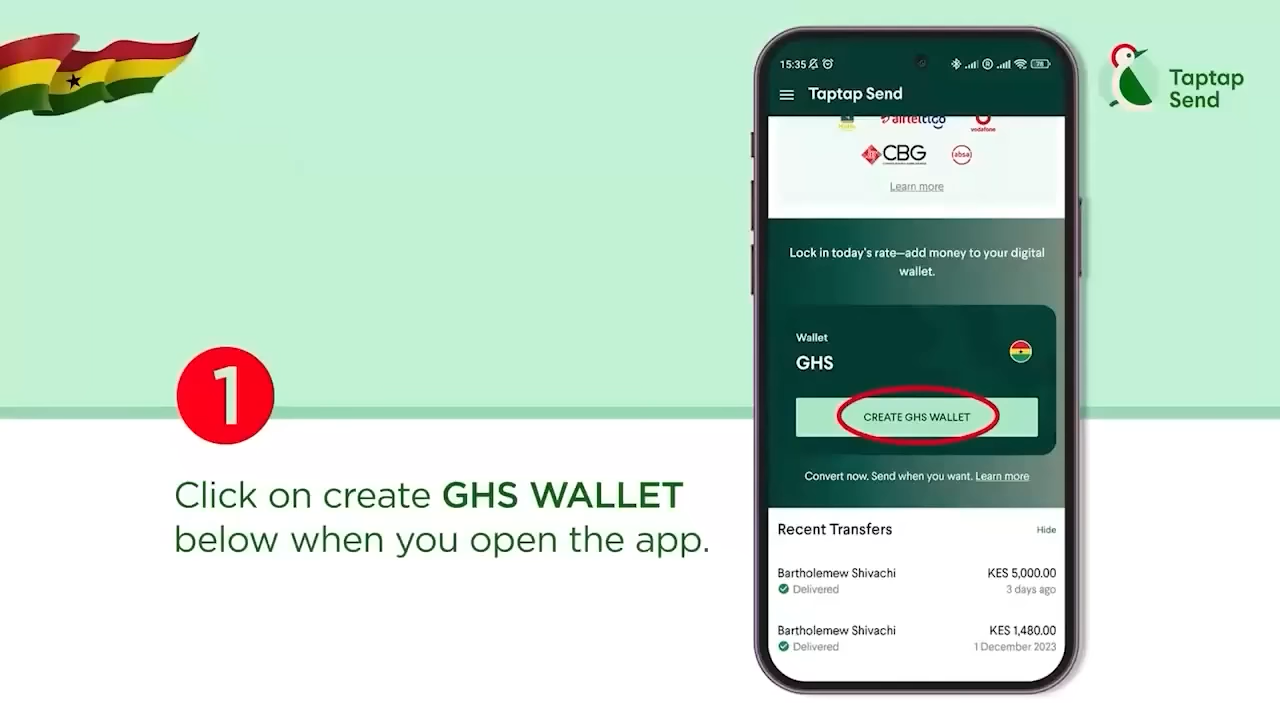 15:35
76
Taptap Send
Taptap
Send
airteltigo
vodafone
CBG
absa
Learn more
Lock in today's rate—add money to your digital
wallet.
Wallet
GHS
CREATE GHS WALLET
Convert now. Send when you want. Learn more
Recent Transfers Hide
Bartholemew Shivachi KES 5,000.00
Delivered 3 days ago
Bartholemew Shivachi KES 1,480.00
Delivered 1 December 2023
1
Click on create GHS WALLET
below when you open the app.